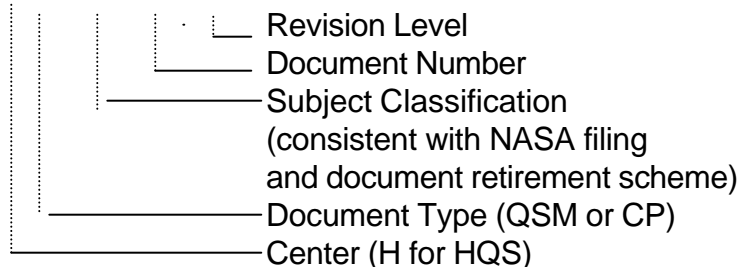 Revision Level
Document Number
Subject Classification
(consistent with NASA filing
and document retirement scheme)
Document Type (QSM or CP)
Center (H for HQS)